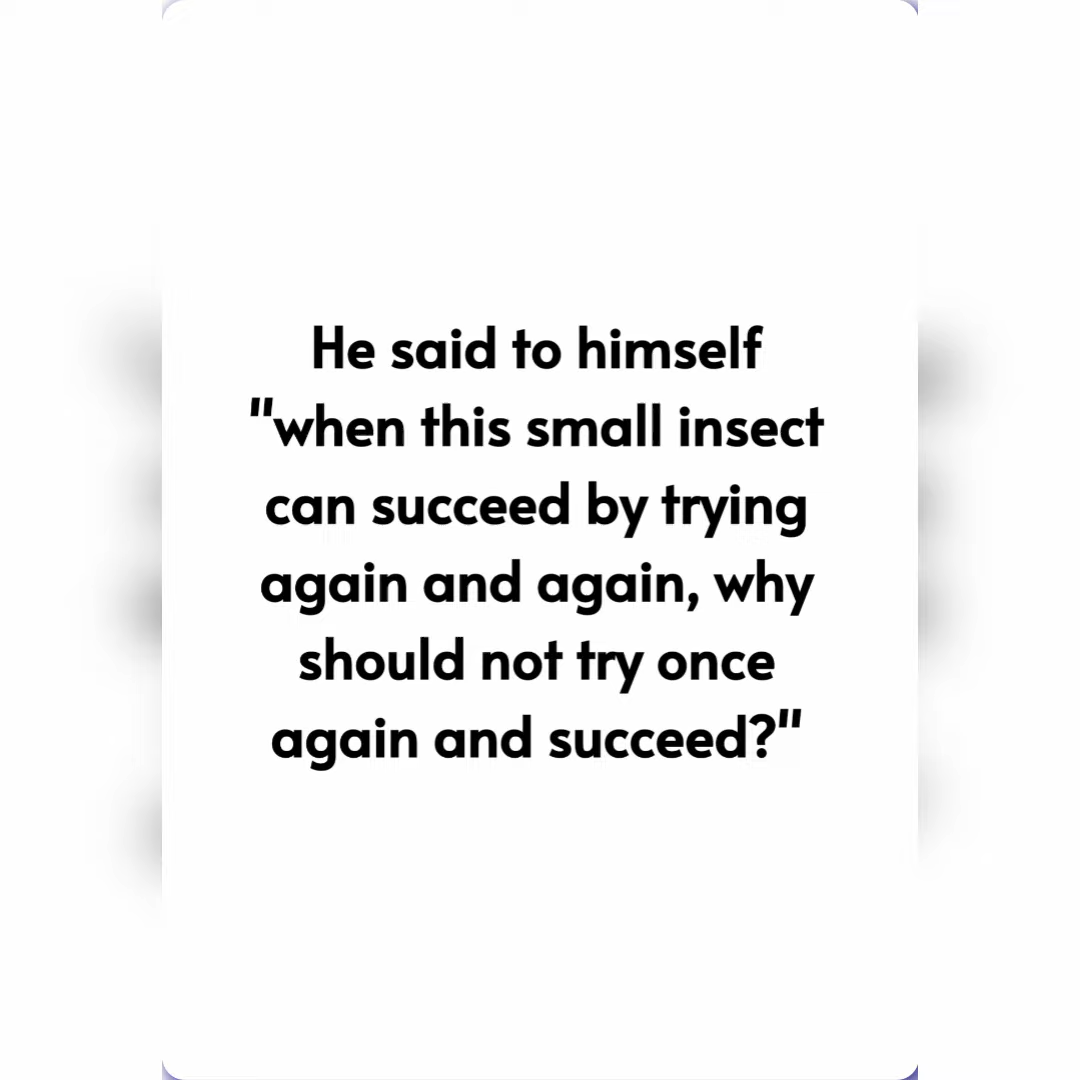 He said to himself
"when this small insect
can succeed by trying
again and again, why
should not try once
again and succeed?"